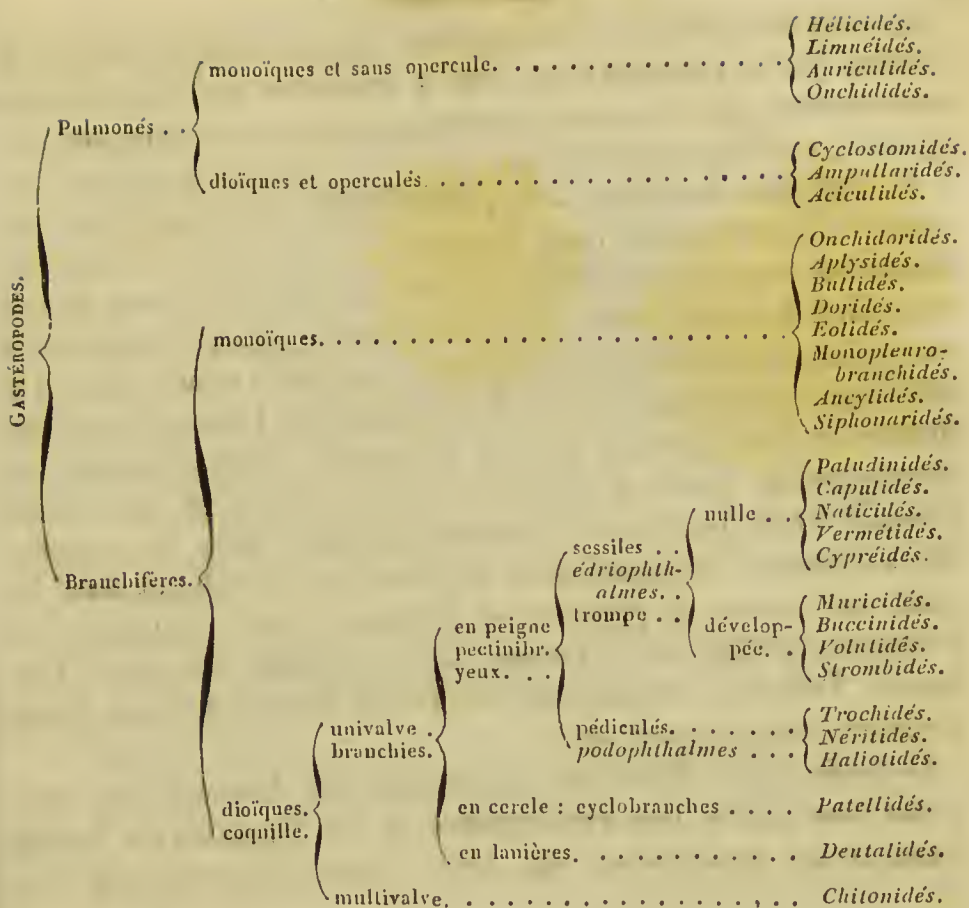 Hélicidés.
monoïques et sans opercule. . . . . . . . . . . . . . . Limnéidés.
Auriculidés.
Onchididés.
Pulmonés . .
Cyclostomidés.
dioïques et operculés. . . . . . . . . . . . . . . . . . . Ampullaridés.
Aciculidés.
GASTÉROPODES.
Onchidoridés.
Aplysidés.
Bullidés.
Doridés.
monoïques. . . . . . . . . . . . . . . . . . . . . . . . Eolidés.
Monopleuro-
branchidés.
Ancylidés.
Siphonaridés.
Branchifères.
Paludinidés.
Capulidés.
nulle . . Naticidés.
Vermétidés.
Cypréidés.
sessiles . .
édriophth-
almes. . .
trompe . .
Muricidés.
dévelop- Buccinidés.
pée. . Volutidés.
Strombidés.
en peigne
pectinibr.
yeux. . .
Trochidés.
pédiculés. . . . . . . Néritidés.
podophthalmes . . . Haliotidés.
univalve .
branchies.
en cercle : cyclobranches . . . . Patellidés.
dioïques.
coquille.
en lanières. . . . . . . . . . . . Dentalidés.
multivalve. . . . . . . . . . . . . . , . . Chitonidés.